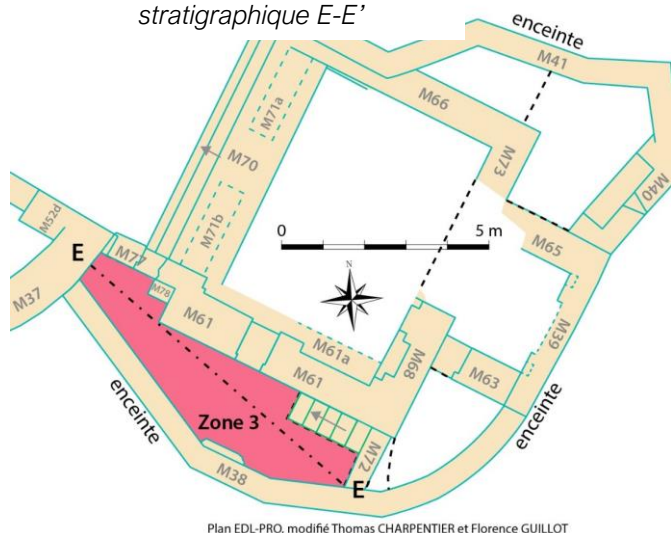 stratigraphique E-E’
enceinte
M41
M66
M71a
M73
M70
M40
M52d
M71b
0
5 m
M65
E
M77
N
M37
M78
M61
M61a
M39
M68
M61
M63
enceinte
Zone 3
enceinte
M72
M38
E
Plan EDL-PRO, modifié Thomas CHARPENTIER et Florence GUILLOT